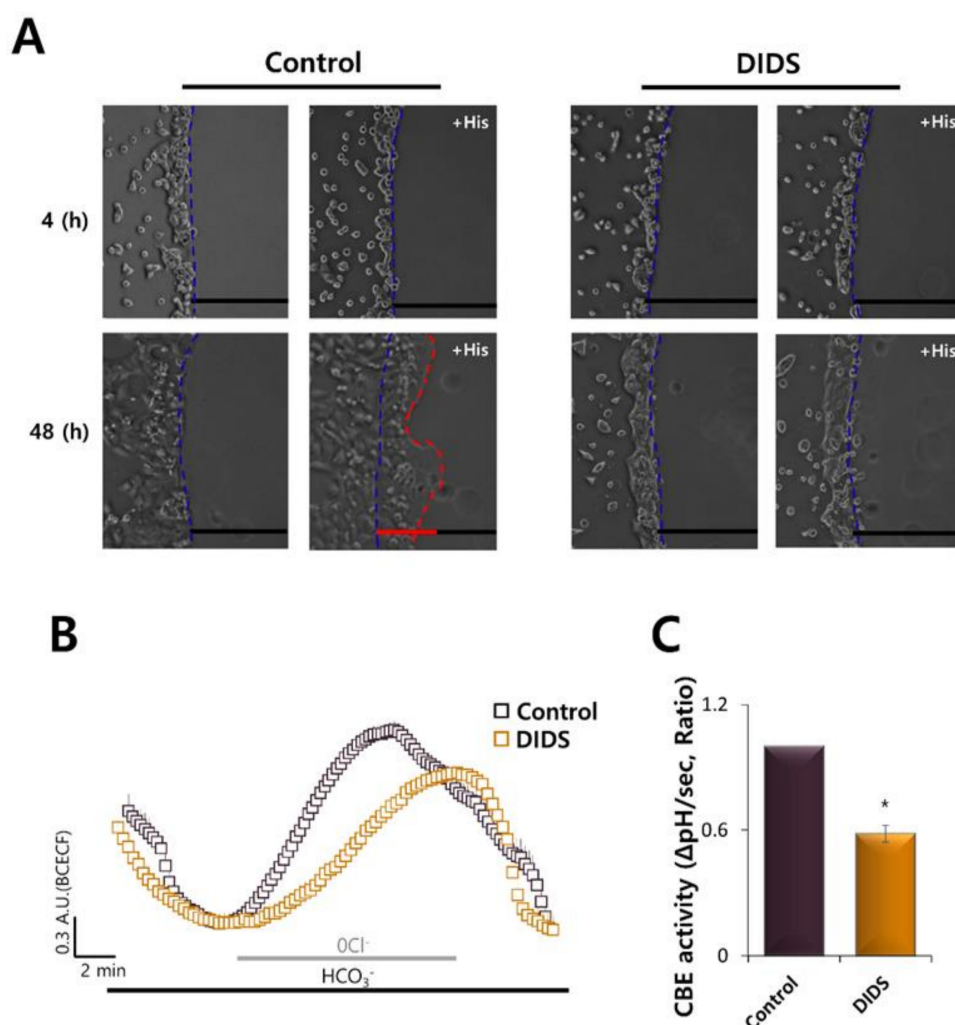 A
Control
DIDS
+His
+His
4 (h)
+His
+His
48 (h)
B
C
Control
DIDS
0.3 A.U.(BCECF)
2 min
0Cl⁻
HCO₃⁻
CBE activity (ΔpH/sec, Ratio)
1.2
0.6
0
*
Control
DIDS